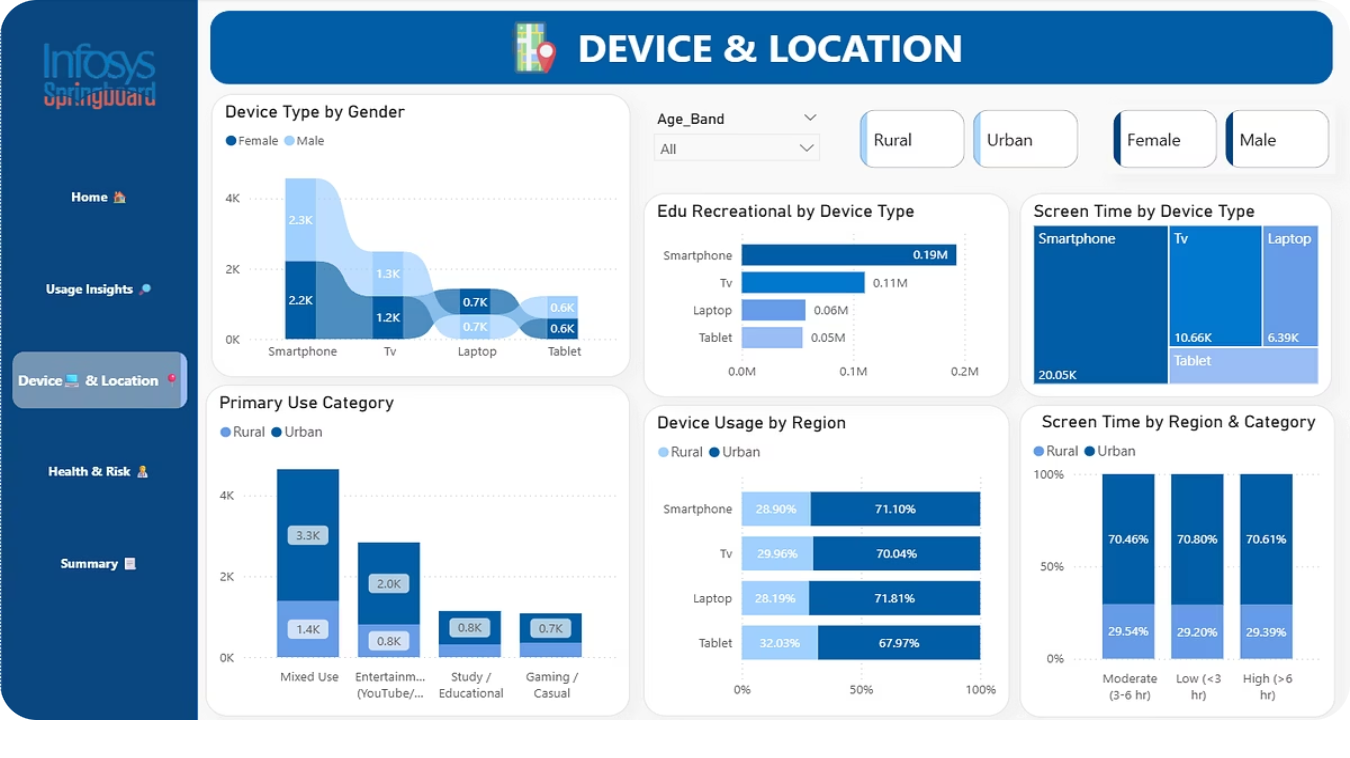 Infosys
Springboard
Home
Usage Insights
Device & Location
Health & Risk
Summary
DEVICE & LOCATION
Device Type by Gender
Female Male
4K
2K
0K
2.3K
2.2K
1.3K
1.2K
0.7K
0.7K
0.6K
0.6K
Smartphone Tv Laptop Tablet
Age_Band
All
Rural
Urban
Female
Male
Edu Recreational by Device Type
Smartphone 0.19M
Tv 0.11M
Laptop 0.06M
Tablet 0.05M
0.0M 0.1M 0.2M
Screen Time by Device Type
Smartphone
20.05K
Tv
10.66K
Laptop
6.39K
Tablet
Primary Use Category
Rural Urban
4K
2K
0K
3.3K
1.4K
2.0K
0.8K
0.8K
0.7K
Mixed Use Entertainm... Study / Gaming /
(YouTube/... Educational Casual
Device Usage by Region
Rural Urban
Smartphone 28.90% 71.10%
Tv 29.96% 70.04%
Laptop 28.19% 71.81%
Tablet 32.03% 67.97%
0% 50% 100%
Screen Time by Region & Category
Rural Urban
100%
50%
0%
70.46% 70.80% 70.61%
29.54% 29.20% 29.39%
Moderate Low (<3 High (>6
(3-6 hr) hr) hr)